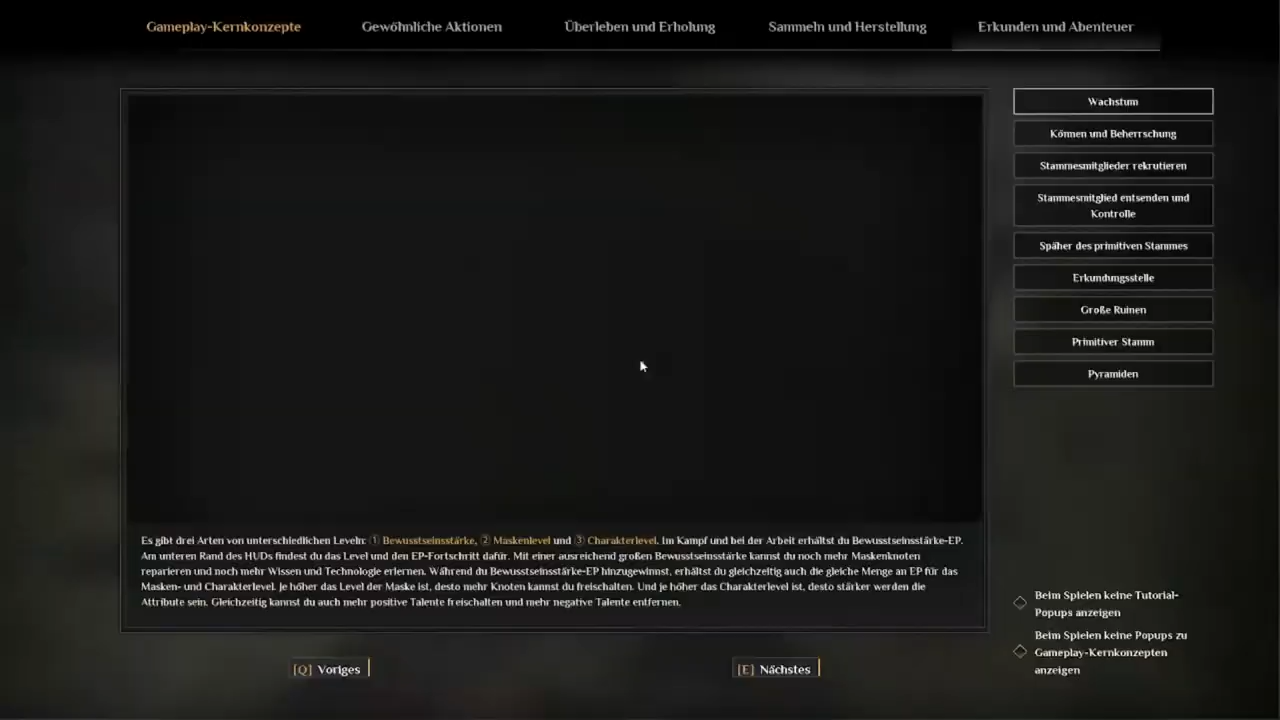 Gameplay-Kernkonzepte
Gewöhnliche Aktionen
Überleben und Erholung
Sammeln und Herstellung
Erkunden und Abenteuer
Wachstum
Können und Beherrschung
Stammesmitglieder rekrutieren
Stammesmitglied entsenden und
Kontrolle
Späher des primitiven Stammes
Erkundungsstelle
Große Ruinen
Primitiver Stamm
Pyramiden
Es gibt drei Arten von unterschiedlichen Leveln: ① Bewusstseinsstärke, ② Maskenlevel und ③ Charakterlevel. Im Kampf und bei der Arbeit erhältst du Bewusstseinsstärke-EP.
Am unteren Rand des HUDs findest du das Level und den EP-Fortschritt dafür. Mit einer ausreichend großen Bewusstseinsstärke kannst du noch mehr Maskenknoten
reparieren und noch mehr Wissen und Technologie erlernen. Während du Bewusstseinsstärke-EP hinzugewinnst, erhältst du gleichzeitig auch die gleiche Menge an EP für das
Masken- und Charakterlevel. Je höher das Level der Maske ist, desto mehr Knoten kannst du freischalten. Und je höher das Charakterlevel ist, desto stärker werden die
Attribute sein. Gleichzeitig kannst du auch mehr positive Talente freischalten und mehr negative Talente entfernen.
Beim Spielen keine Tutorial-
Popups anzeigen
Beim Spielen keine Popups zu
Gameplay-Kernkonzepten
anzeigen
[Q] Voriges
[E] Nächstes